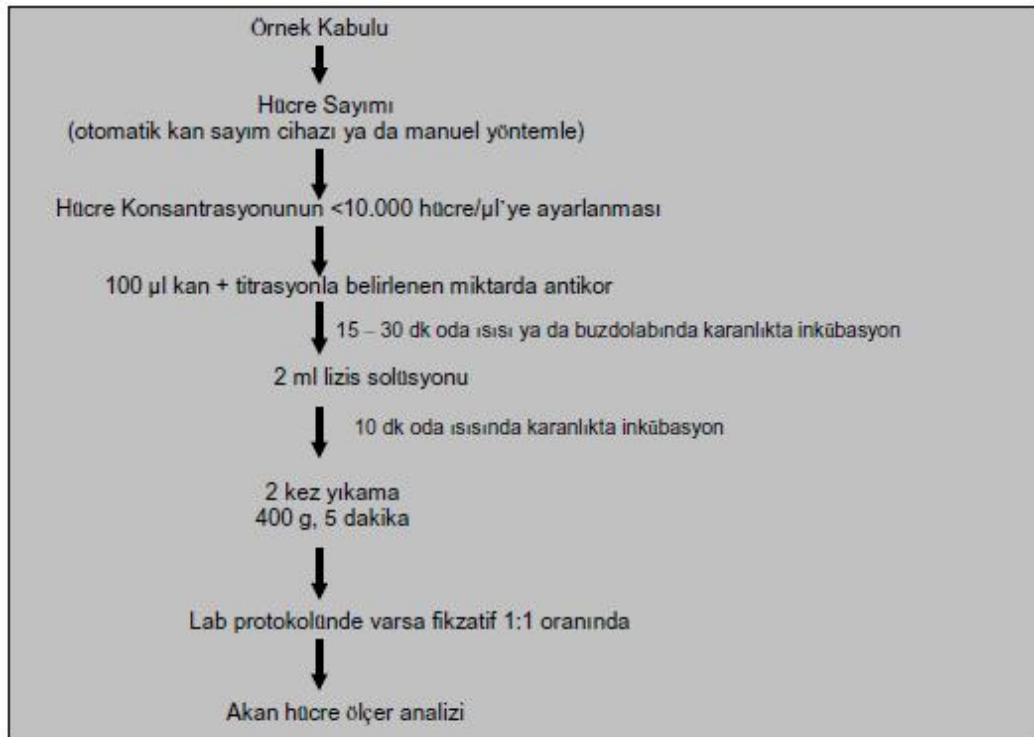 Örnek Kabulu
Hücre Sayımı
(otomatik kan sayım cihazı ya da manuel yöntemle)
Hücre Konsantrasyonunun <10.000 hücre/µl'ye ayarlanması
100 µl kan + titrasyonla belirlenen miktarda antikor
15 – 30 dk oda ısısı ya da buzdolabında karanlıkta inkübasyon
2 ml lizis solüsyonu
10 dk oda ısısında karanlıkta inkübasyon
2 kez yıkama
400 g, 5 dakika
Lab protokolünde varsa fikzatif 1:1 oranında
Akan hücre ölçer analizi